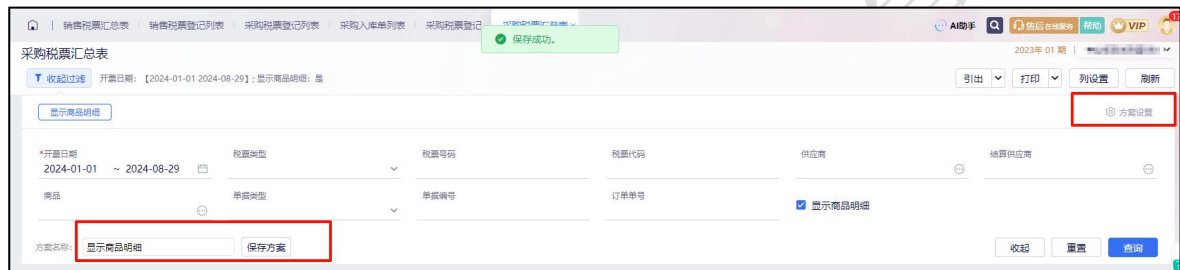 销售税票汇总表 销售税票登记列表 采购税票登记列表 采购入库单列表 采购税票登记 采购税票汇总表 AI助手 售后在线服务 帮助 VIP 17
保存成功。
采购税票汇总表 2023年 01 期
收起过滤 开票日期: 【2024-01-01 2024-08-29】; 显示商品明细: 是 引出 打印 列设置 刷新
显示商品明细 方案设置
*开票日期 税票类型 税票号码 税票代码 供应商 结算供应商
2024-01-01 ~ 2024-08-29
商品 单据类型 单据编号 订单单号 显示商品明细
方案名称: 显示商品明细 保存方案 收起 重置 查询